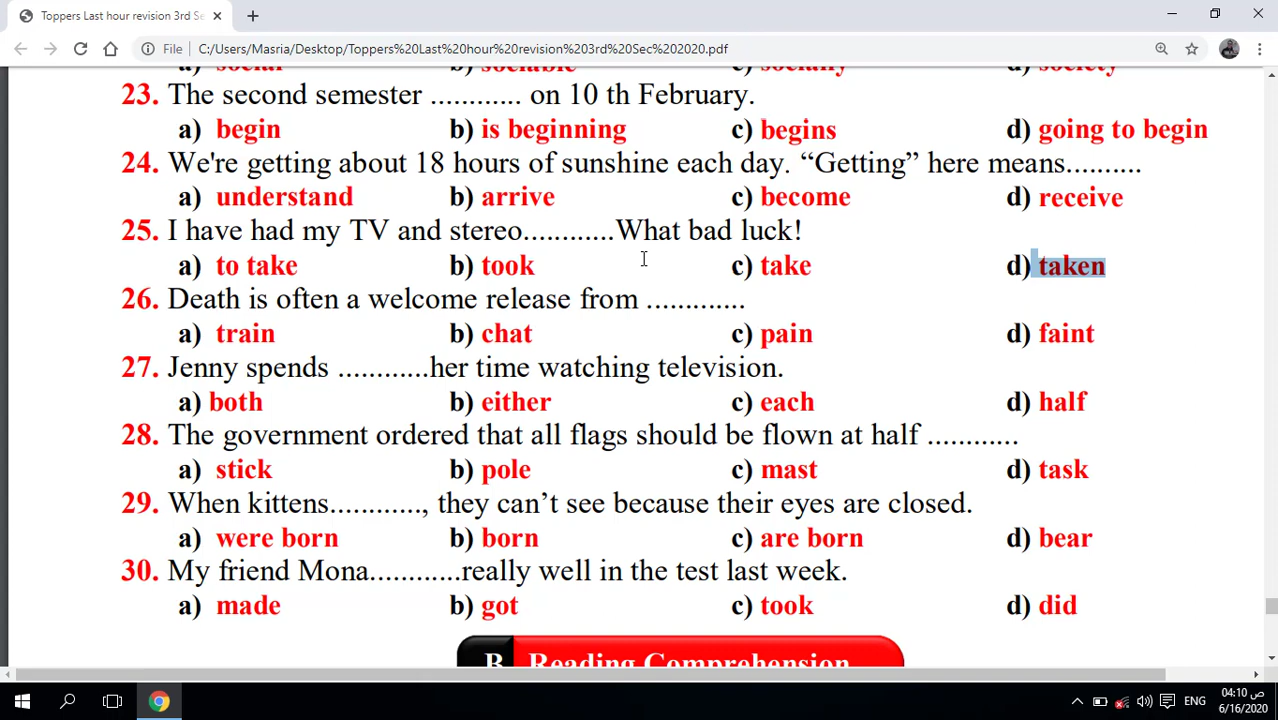 Toppers Last hour revision 3rd Se
File C:/Users/Masria/Desktop/Toppers%20Last%20hour%20revision%203rd%20Sec%202020.pdf
a) social b) sociable c) socially d) society
23. The second semester ............ on 10 th February.
a) begin b) is beginning c) begins d) going to begin
24. We're getting about 18 hours of sunshine each day. “Getting” here means..........
a) understand b) arrive c) become d) receive
25. I have had my TV and stereo............What bad luck!
a) to take b) took c) take d) taken
26. Death is often a welcome release from .............
a) train b) chat c) pain d) faint
27. Jenny spends ............her time watching television.
a) both b) either c) each d) half
28. The government ordered that all flags should be flown at half ............
a) stick b) pole c) mast d) task
29. When kittens............, they can’t see because their eyes are closed.
a) were born b) born c) are born d) bear
30. My friend Mona............really well in the test last week.
a) made b) got c) took d) did
B Reading Comprehension
ENG 04:10 ص
6/16/2020